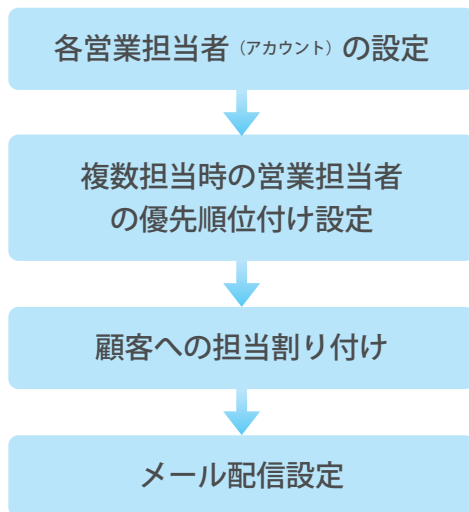 各営業担当者（アカウント）の設定
複数担当時の営業担当者
の優先順位付け設定
顧客への担当割り付け
メール配信設定